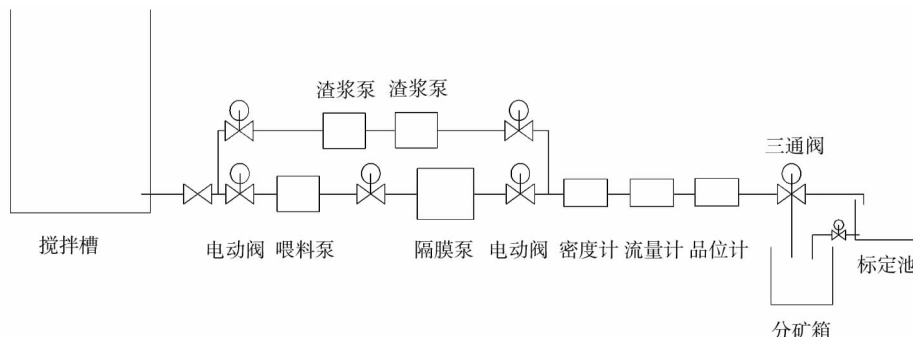 渣浆泵 渣浆泵
三通阀
搅拌槽
电动阀 喂料泵 隔膜泵 电动阀 密度计 流量计 品位计
标定池
分矿箱